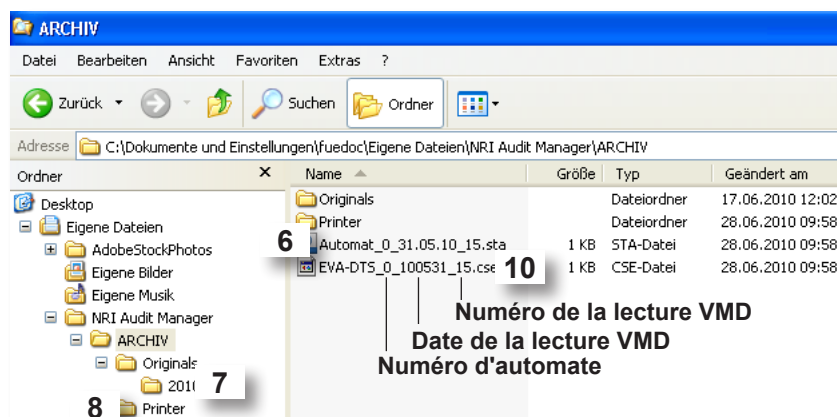 ARCHIV
Datei Bearbeiten Ansicht Favoriten Extras ?
Zurück Suchen Ordner
Adresse C:\Dokumente und Einstellungen\fuedoc\Eigene Dateien\NRI Audit Manager\ARCHIV
Ordner × Name Größe Typ Geändert am
Desktop
Eigene Dateien
AdobeStockPhotos
Eigene Bilder
Eigene Musik
NRI Audit Manager
ARCHIV
Originals
7
8 Printer
Originals Dateiordner 17.06.2010 12:02
Printer Dateiordner 28.06.2010 09:58
6 Automat_0_31.05.10_15.sta 1 KB STA-Datei 28.06.2010 09:58
EVA-DTS_0_100531_15.cse 10 1 KB CSE-Datei 28.06.2010 09:58
Numéro de la lecture VMD
Date de la lecture VMD
Numéro d'automate